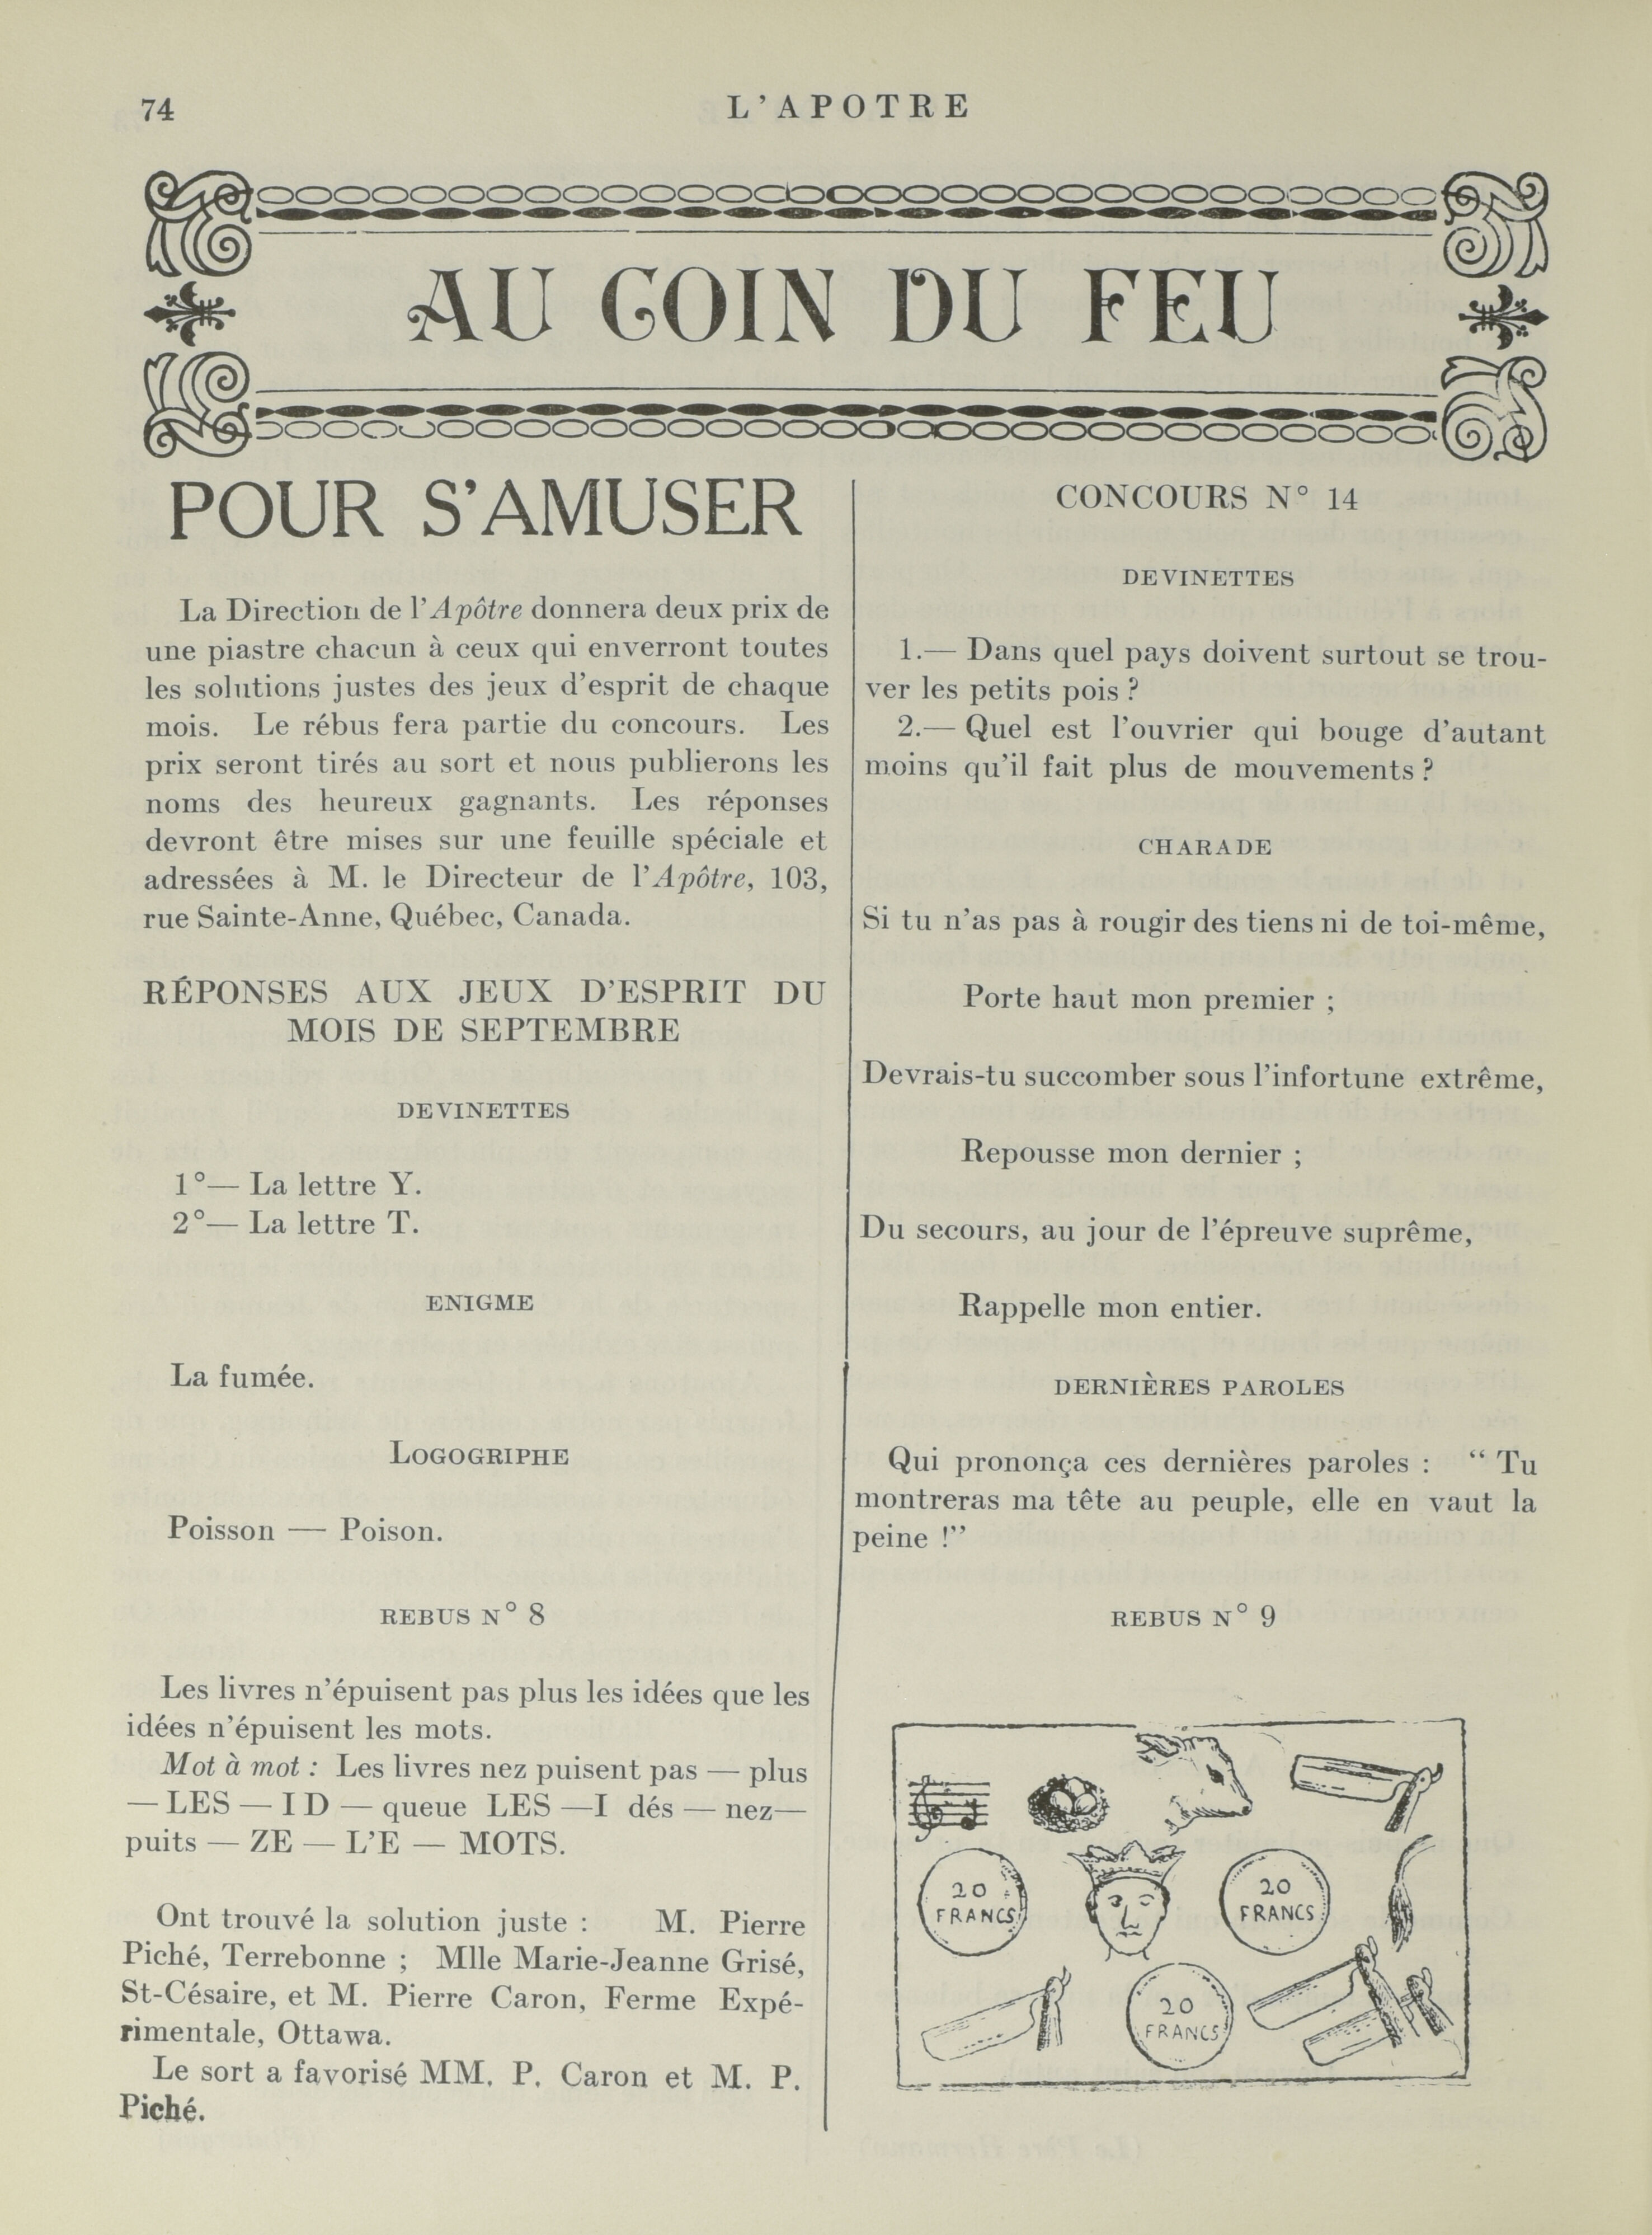 74
L'APOTRE
AU COIN DU FEU
POUR S'AMUSER
La Direction de l'Apôtre donnera deux prix de
une piastre chacun à ceux qui enverront toutes
les solutions justes des jeux d'esprit de chaque
mois. Le rébus fera partie du concours. Les
prix seront tirés au sort et nous publierons les
noms des heureux gagnants. Les réponses
devront être mises sur une feuille spéciale et
adressées à M. le Directeur de l'Apôtre, 103,
rue Sainte-Anne, Québec, Canada.
RÉPONSES AUX JEUX D'ESPRIT DU
MOIS DE SEPTEMBRE
DEVINETTES
1°— La lettre Y.
2°— La lettre T.
ENIGME
La fumée.
LOGOGRIPHE
Poisson — Poison.
REBUS N° 8
Les livres n'épuisent pas plus les idées que les
idées n'épuisent les mots.
Mot à mot : Les livres nez puisent pas — plus
— LES — I D — queue LES —I dés — nez—
puits — ZE — L'E — MOTS.
Ont trouvé la solution juste : M. Pierre
Piché, Terrebonne ; Mlle Marie-Jeanne Grisé,
St-Césaire, et M. Pierre Caron, Ferme Expé-
rimentale, Ottawa.
Le sort a favorisé MM. P. Caron et M. P.
Piché.
CONCOURS N° 14
DEVINETTES
1.— Dans quel pays doivent surtout se trou-
ver les petits pois ?
2.— Quel est l'ouvrier qui bouge d'autant
moins qu'il fait plus de mouvements ?
CHARADE
Si tu n'as pas à rougir des tiens ni de toi-même,
Porte haut mon premier ;
Devrais-tu succomber sous l'infortune extrême,
Repousse mon dernier ;
Du secours, au jour de l'épreuve suprême,
Rappelle mon entier.
DERNIÈRES PAROLES
Qui prononça ces dernières paroles : “ Tu
montreras ma tête au peuple, elle en vaut la
peine !”
REBUS N° 9
20
FRANCS
20
FRANCS
20
FRANCS